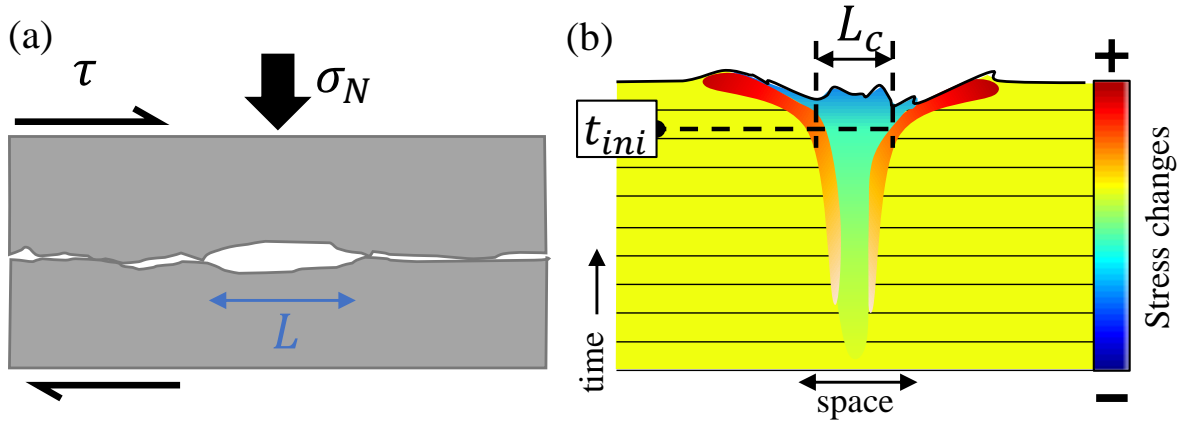 (a)
τ
σ_N
L
(b)
L_C
t_ini
time
space
+
Stress changes
−